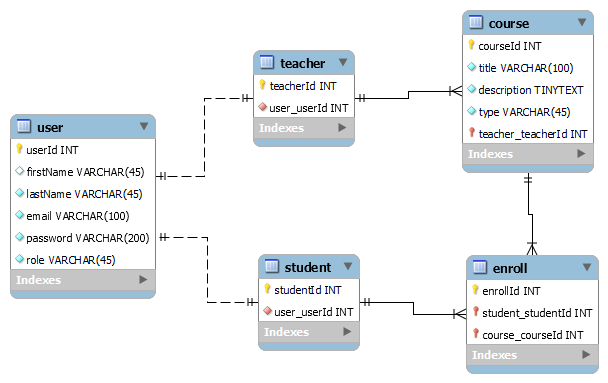 user
userId INT
firstName VARCHAR(45)
lastName VARCHAR(45)
email VARCHAR(100)
password VARCHAR(200)
role VARCHAR(45)
Indexes
teacher
teacherId INT
user_userId INT
Indexes
student
studentId INT
user_userId INT
Indexes
course
courseId INT
title VARCHAR(100)
description TINYTEXT
type VARCHAR(45)
teacher_teacherId INT
Indexes
enroll
enrollId INT
student_studentId INT
course_courseId INT
Indexes